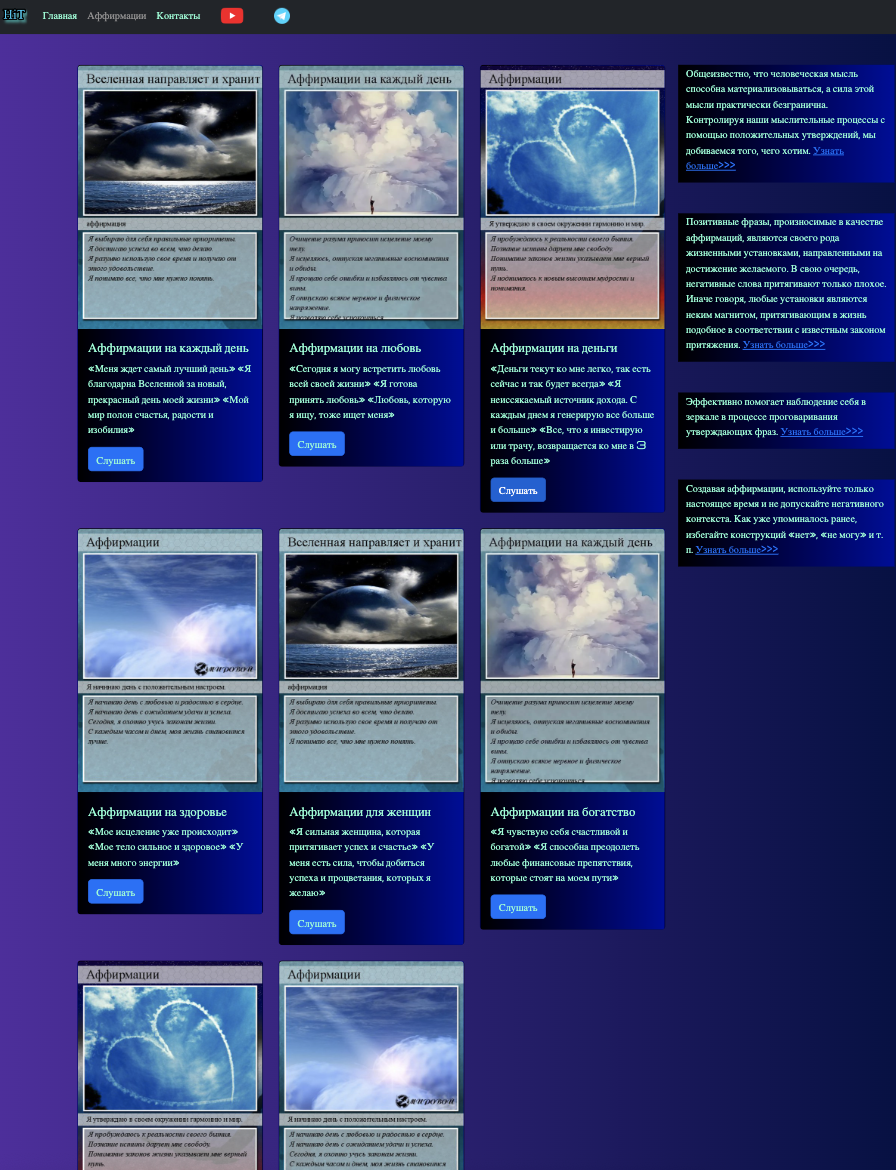 HiT Главная Аффирмации Контакты
Вселенная направляет и хранит
аффирмация
Я выбираю для себя правильные приоритеты.
Я достигаю успеха во всем, что делаю.
Я разумно использую свое время и получаю от
этого удовольствие.
Я понимаю все, что мне нужно понять.
Аффирмации на каждый день
«Меня ждет самый лучший день» «Я
благодарна Вселенной за новый,
прекрасный день моей жизни» «Мой
мир полон счастья, радости и
изобилия»
Слушать
Аффирмации на каждый день
Очищение разума приносит исцеление моему
телу.
Я исцеляюсь, отпуская негативные воспоминания
и обиды.
Я прощаю себе ошибки и избавляюсь от чувства
вины.
Я отпускаю всякое нервное и физическое
напряжение.
Я позволяю себе успокоиться
Аффирмации на любовь
«Сегодня я могу встретить любовь
всей своей жизни» «Я готова
принять любовь» «Любовь, которую
я ищу, тоже ищет меня»
Слушать
Аффирмации
Я утверждаю в своем окружении гармонию и мир.
Я пробуждаюсь к реальности своего бытия.
Познание истины дарует мне свободу.
Понимание законов жизни указывает мне верный
путь.
Я поднимаюсь к новым высотам мудрости и
понимания.
Аффирмации на деньги
«Деньги текут ко мне легко, так есть
сейчас и так будет всегда» «Я
неиссякаемый источник дохода. С
каждым днем я генерирую все больше
и больше» «Все, что я инвестирую
или трачу, возвращается ко мне в 3
раза больше»
Слушать
Общеизвестно, что человеческая мысль
способна материализовываться, а сила этой
мысли практически безгранична.
Контролируя наши мыслительные процессы с
помощью положительных утверждений, мы
добиваемся того, чего хотим. Узнать
больше>>>
Позитивные фразы, произносимые в качестве
аффирмаций, являются своего рода
жизненными установками, направленными на
достижение желаемого. В свою очередь,
негативные слова притягивают только плохое.
Иначе говоря, любые установки являются
неким магнитом, притягивающим в жизнь
подобное в соответствии с известным законом
притяжения. Узнать больше>>>
Эффективно помогает наблюдение себя в
зеркале в процессе проговаривания
утверждающих фраз. Узнать больше>>>
Создавая аффирмации, используйте только
настоящее время и не допускайте негативного
контекста. Как уже упоминалось ранее,
избегайте конструкций «нет», «не могу» и т.
п. Узнать больше>>>
Аффирмации
Я начинаю день с положительным настроем.
Я начинаю день с любовью и радостью в сердце.
Я начинаю день с ожиданием удачи и успеха.
Сегодня, я охотно учусь законам жизни.
С каждым часом и днем, моя жизнь становится
лучше.
Аффирмации на здоровье
«Мое исцеление уже происходит»
«Мое тело сильное и здоровое» «У
меня много энергии»
Слушать
Вселенная направляет и хранит
аффирмация
Я выбираю для себя правильные приоритеты.
Я достигаю успеха во всем, что делаю.
Я разумно использую свое время и получаю от
этого удовольствие.
Я понимаю все, что мне нужно понять.
Аффирмации для женщин
«Я сильная женщина, которая
притягивает успех и счастье» «У
меня есть сила, чтобы добиться
успеха и процветания, которых я
желаю»
Слушать
Аффирмации на каждый день
Очищение разума приносит исцеление моему
телу.
Я исцеляюсь, отпуская негативные воспоминания
и обиды.
Я прощаю себе ошибки и избавляюсь от чувства
вины.
Я отпускаю всякое нервное и физическое
напряжение.
Я позволяю себе успокоиться
Аффирмации на богатство
«Я чувствую себя счастливой и
богатой» «Я способна преодолеть
любые финансовые препятствия,
которые стоят на моем пути»
Слушать
Аффирмации
Я утверждаю в своем окружении гармонию и мир.
Я пробуждаюсь к реальности своего бытия.
Познание истины дарует мне свободу.
Понимание законов жизни указывает мне верный
путь.
Аффирмации
Я начинаю день с положительным настроем.
Я начинаю день с любовью и радостью в сердце.
Я начинаю день с ожиданием удачи и успеха.
Сегодня, я охотно учусь законам жизни.
С каждым часом и днем, моя жизнь становится